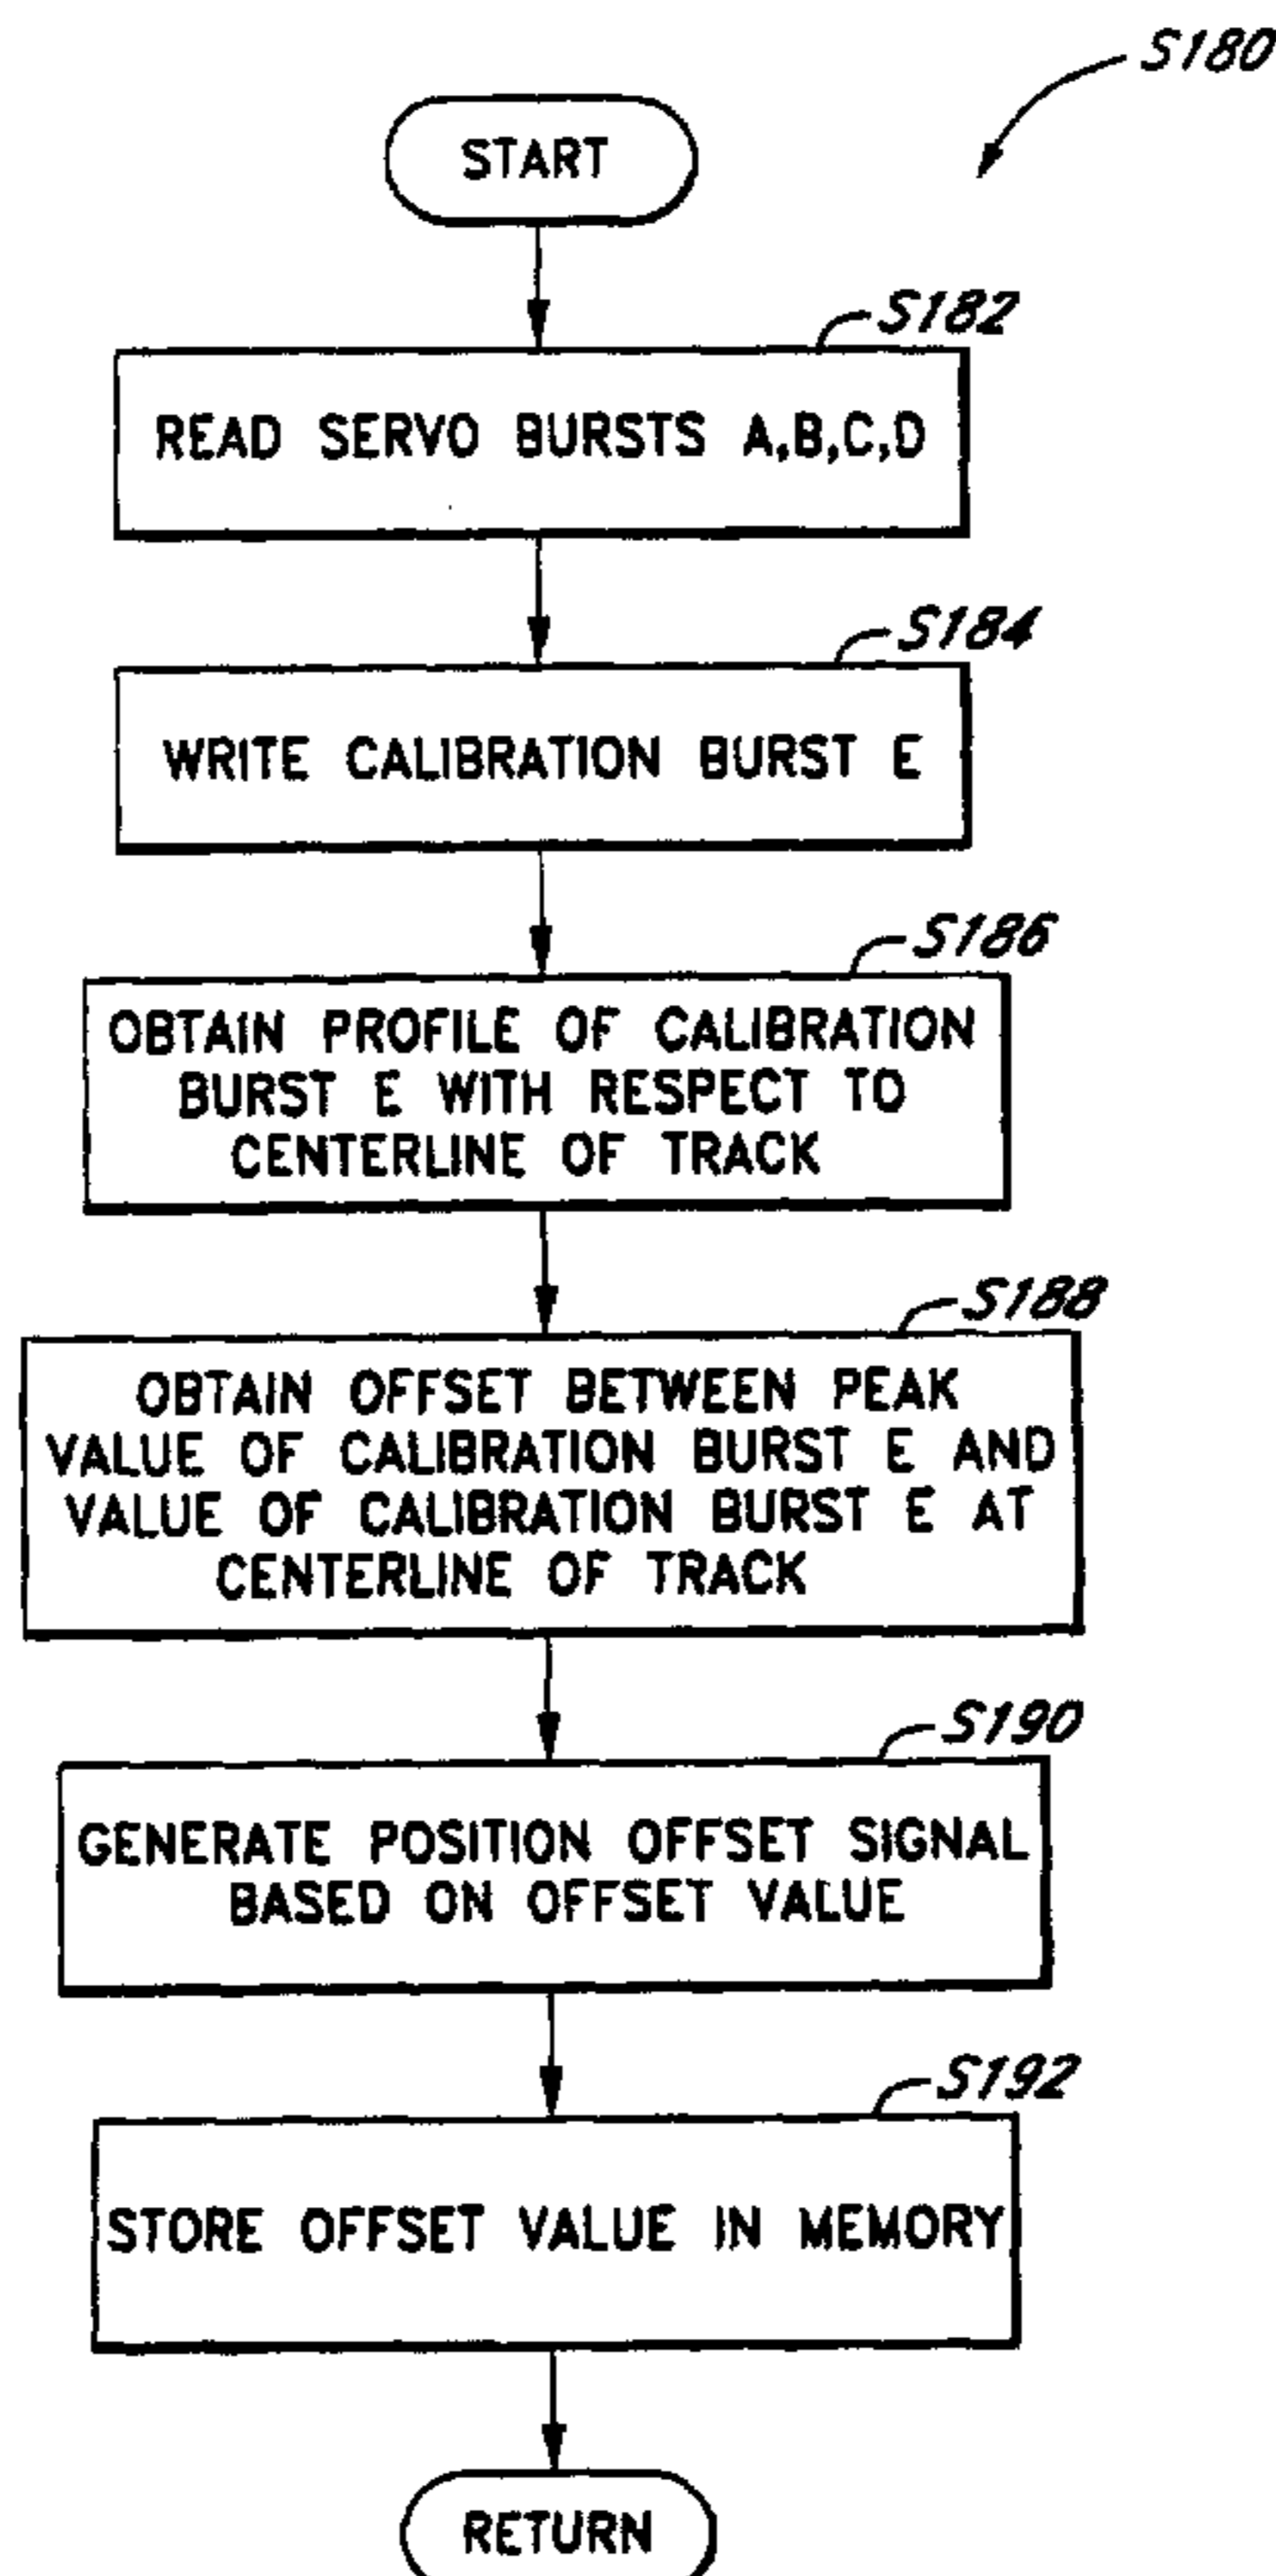 S180
START
S182
READ SERVO BURSTS A,B,C,D
S184
WRITE CALIBRATION BURST E
S186
OBTAIN PROFILE OF CALIBRATION
BURST E WITH RESPECT TO
CENTERLINE OF TRACK
S188
OBTAIN OFFSET BETWEEN PEAK
VALUE OF CALIBRATION BURST E AND
VALUE OF CALIBRATION BURST E AT
CENTERLINE OF TRACK
S190
GENERATE POSITION OFFSET SIGNAL
BASED ON OFFSET VALUE
S192
STORE OFFSET VALUE IN MEMORY
RETURN